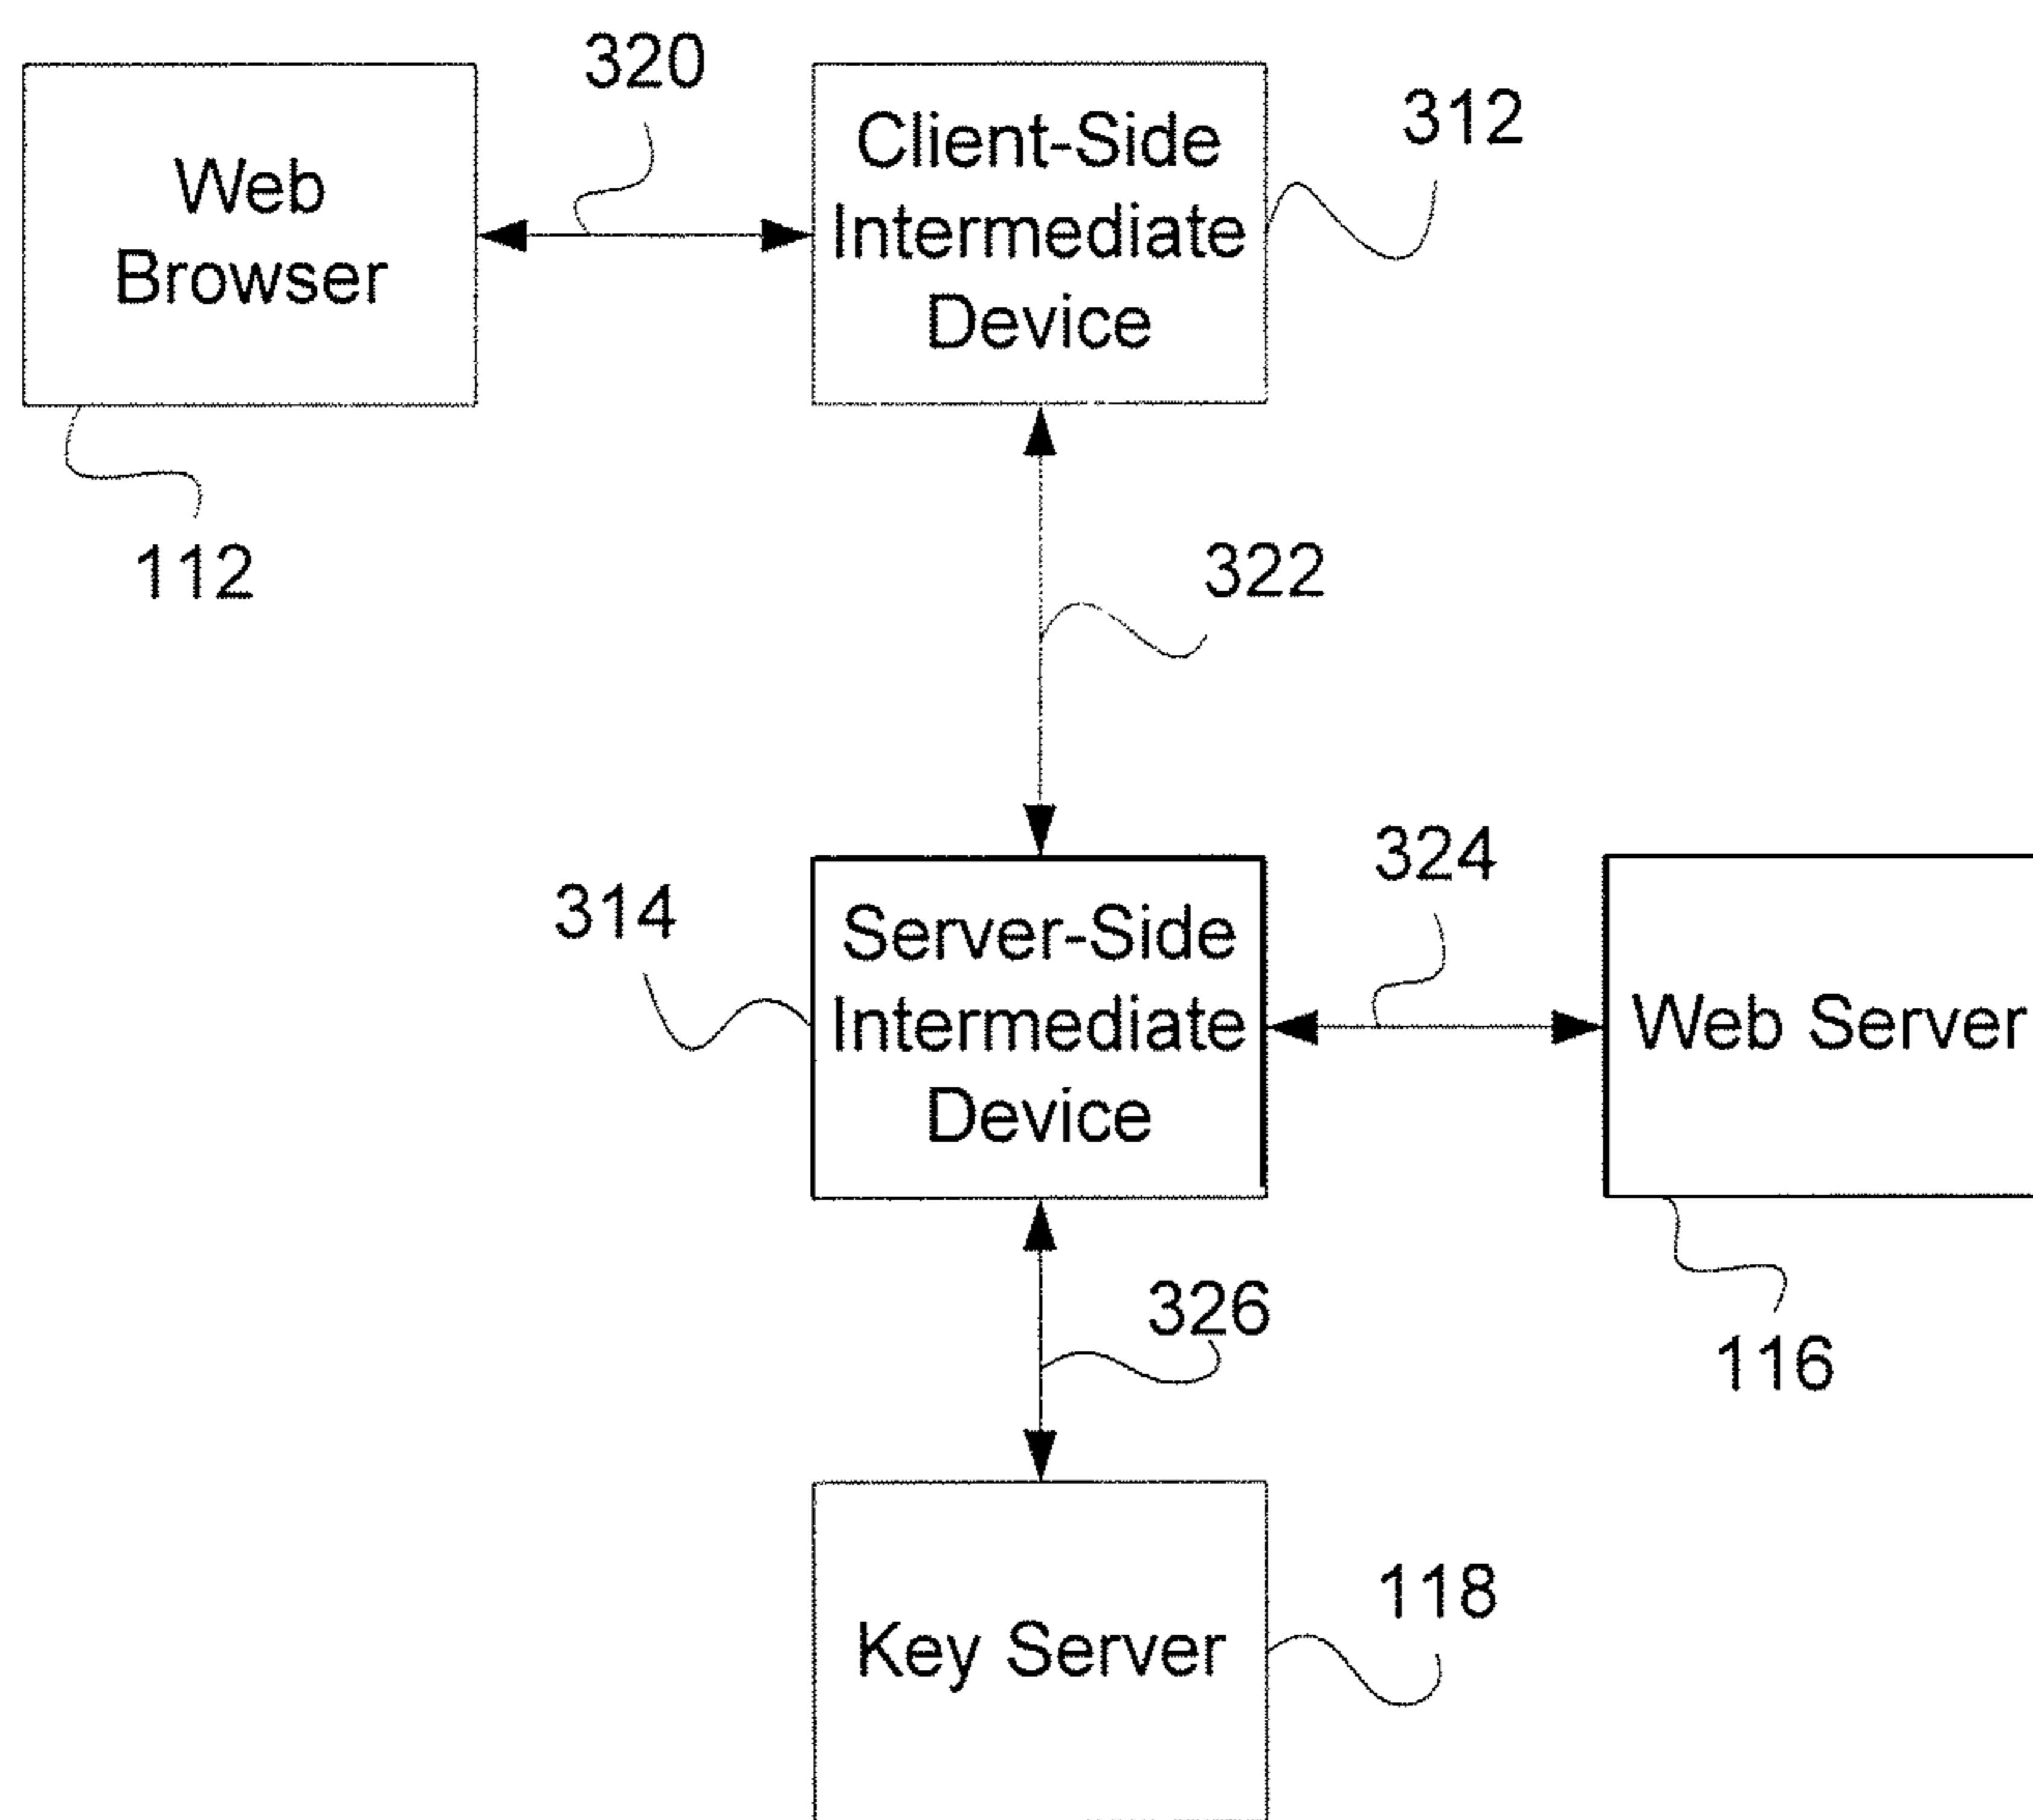 320
Web
Browser
Client-Side
Intermediate
Device
312
112
322
314
Server-Side
Intermediate
Device
324
Web Server
326
116
Key Server
118